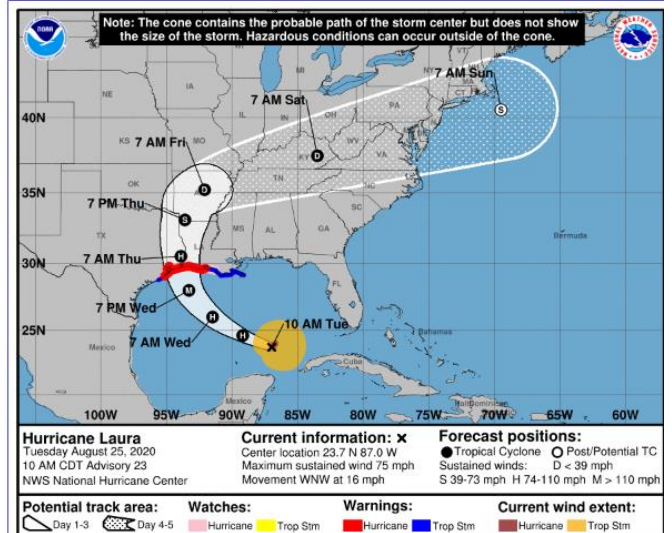 Note: The cone contains the probable path of the storm center but does not show
the size of the storm. Hazardous conditions can occur outside of the cone.
NOAA
7 AM Sun
7 AM Sat
7 AM Fri
7 PM Thu
7 AM Thu
7 PM Wed
7 AM Wed
10 AM Tue
40N
35N
30N
25N
NE
IA
IL
IN
OH
PA
NY
VT
MA
CT
MI
KS
MO
KY
WV
VA
OK
TN
NC
SC
TX
LA
MS
AL
GA
FL
D
D
S
S
H
M
H
H
Bermuda
Bahamas
Cuba
Mexico
Mexico
100W
95W
90W
85W
80W
75W
70W
65W
60W
Hurricane Laura
Tuesday August 25, 2020
10 AM CDT Advisory 23
NWS National Hurricane Center
Current information: x
Center location 23.7 N 87.0 W
Maximum sustained wind 75 mph
Movement WNW at 16 mph
Forecast positions:
Tropical Cyclone Post/Potential TC
Sustained winds: D < 39 mph
S 39-73 mph H 74-110 mph M > 110 mph
Potential track area:
Day 1-3 Day 4-5
Watches:
Hurricane Trop Stm
Warnings:
Hurricane Trop Stm
Current wind extent:
Hurricane Trop Stm